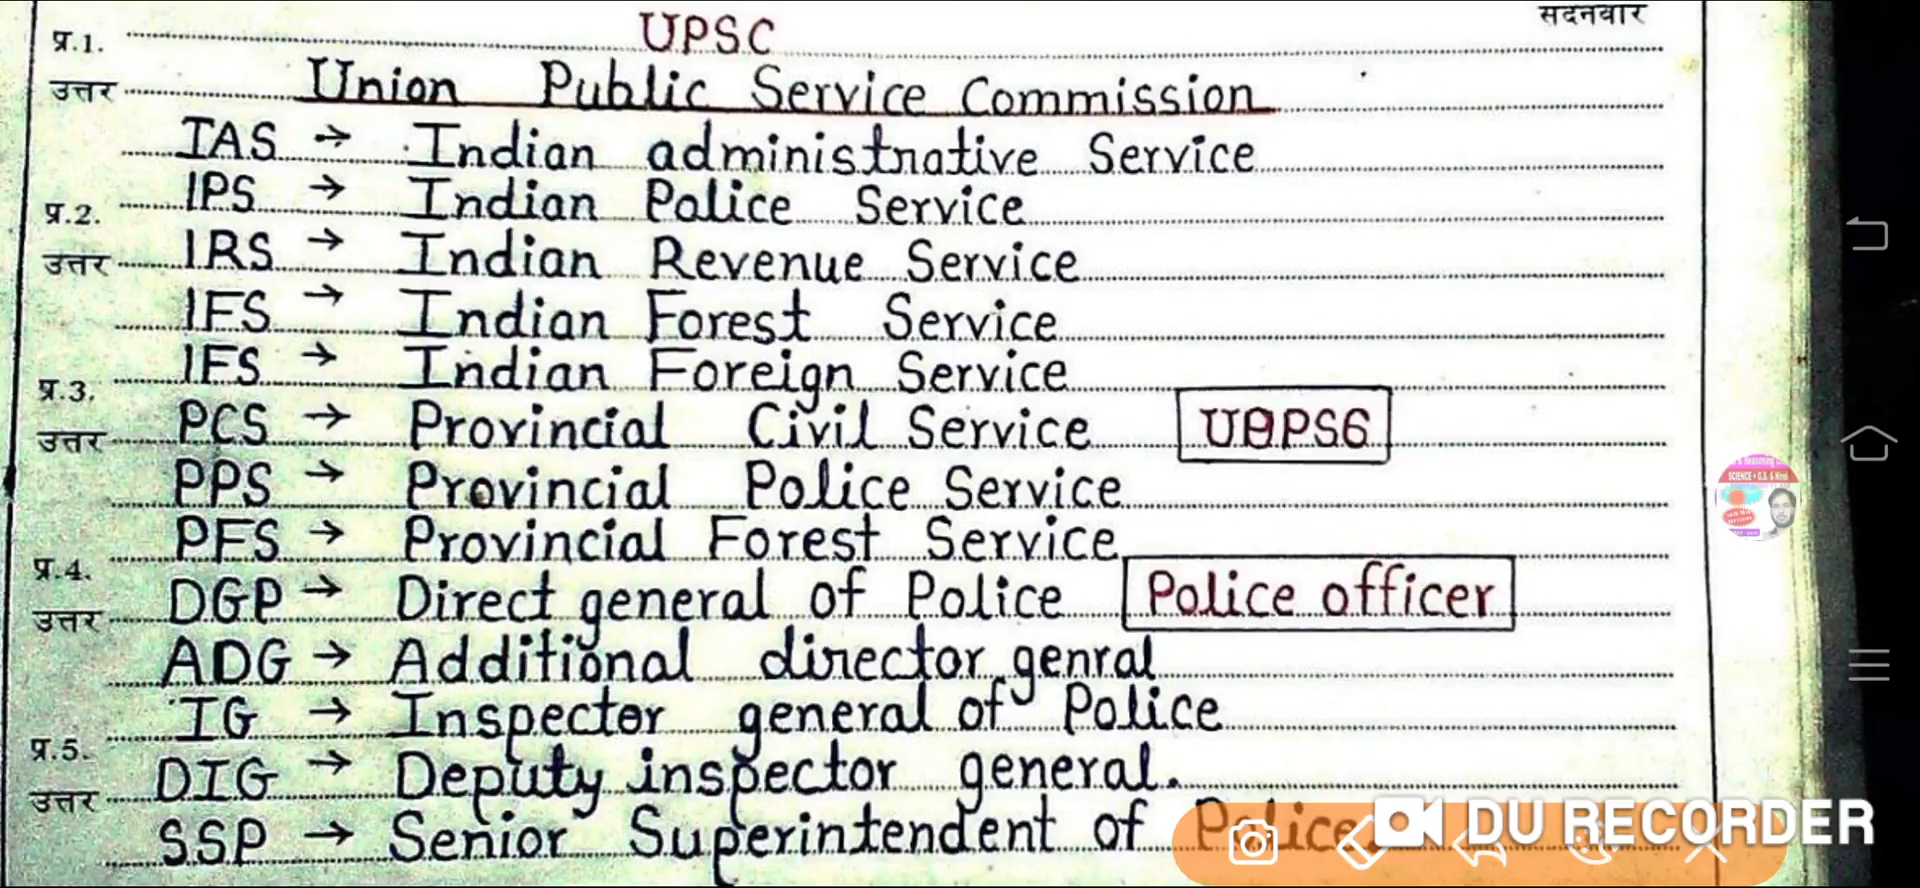 सदनवार
प्र.1. UPSC
उत्तर Union Public Service Commission
IAS → Indian administrative Service
प्र.2. IPS → Indian Police Service
उत्तर IRS → Indian Revenue Service
IFS → Indian Forest Service
प्र.3. IFS → Indian Foreign Service
उत्तर PCS → Provincial Civil Service UPPSC
PPS → Provincial Police Service
प्र.4. PFS → Provincial Forest Service
उत्तर DGP → Direct general of Police Police officer
ADG → Additional director genral
प्र.5. IG → Inspector general of Police
उत्तर DIG → Deputy inspector general.
SSP → Senior Superintendent of Police
DU RECORDER
SCIENCE + G.S. & Hindi